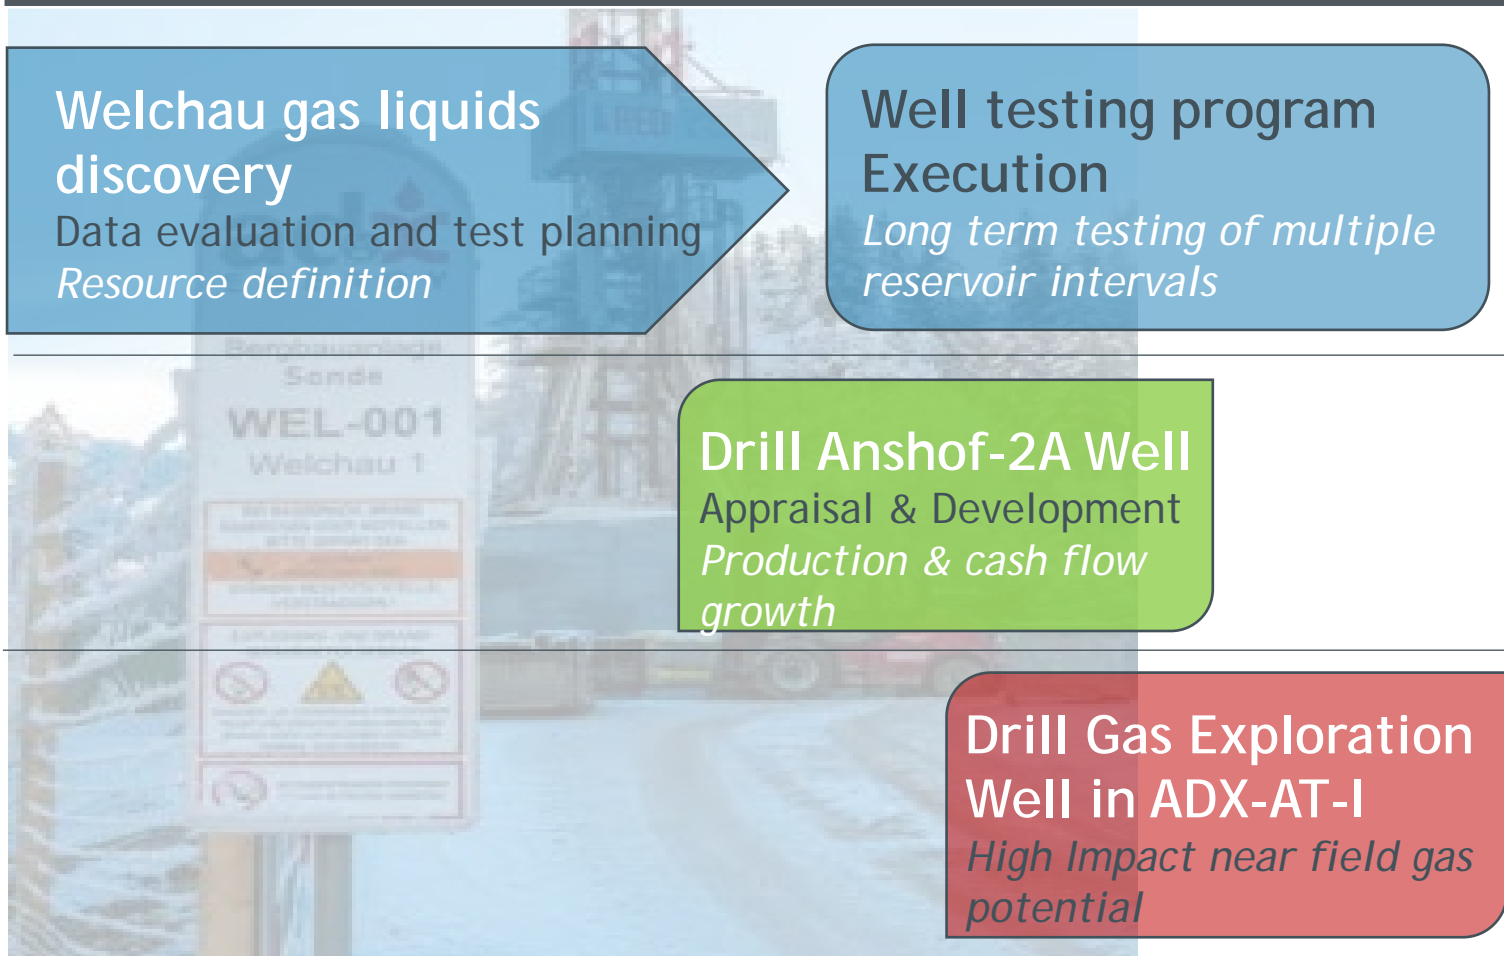 Welchau gas liquids
discovery
Data evaluation and test planning
Resource definition
Well testing program
Execution
Long term testing of multiple
reservoir intervals
Bergbauanlage
Sonde
WEL-001
Welchau 1
Drill Anshof-2A Well
Appraisal & Development
Production & cash flow
growth
Drill Gas Exploration
Well in ADX-AT-I
High Impact near field gas
potential